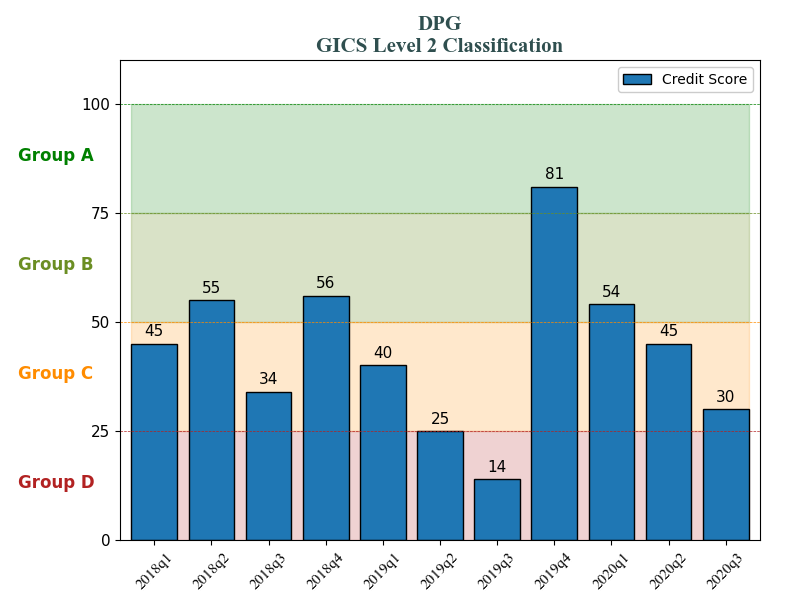 DPG
GICS Level 2 Classification
Credit Score
100
Group A
81
75
Group B
55
56
54
50
45
45
40
Group C
34
30
25
25
14
Group D
0
2018q1
2018q2
2018q3
2018q4
2019q1
2019q2
2019q3
2019q4
2020q1
2020q2
2020q3